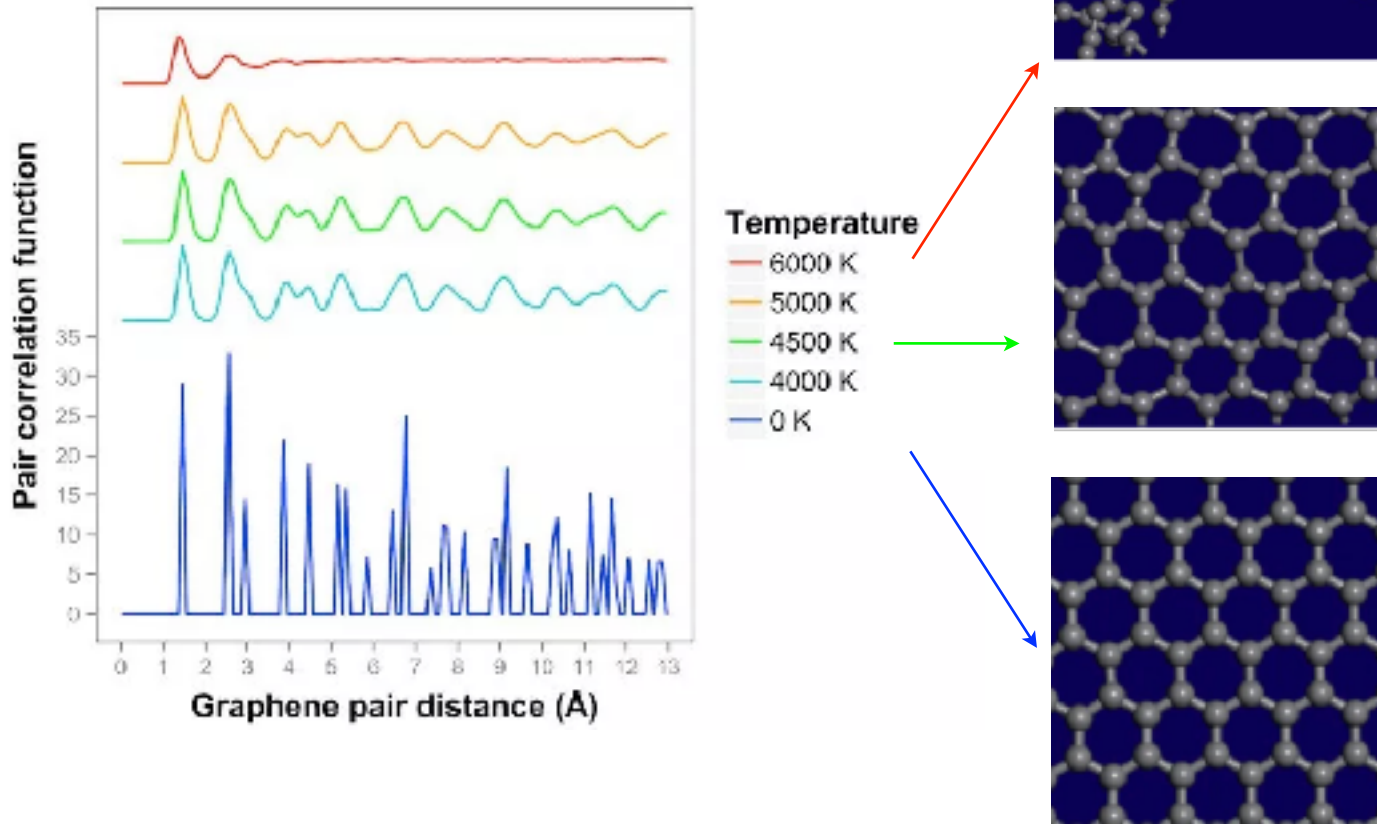 Pair correlation function
35
30
25
20
15
10
5
0
0 1 2 3 4 5 6 7 8 9 10 11 12 13
Graphene pair distance (Å)
Temperature
6000 K
5000 K
4500 K
4000 K
0 K